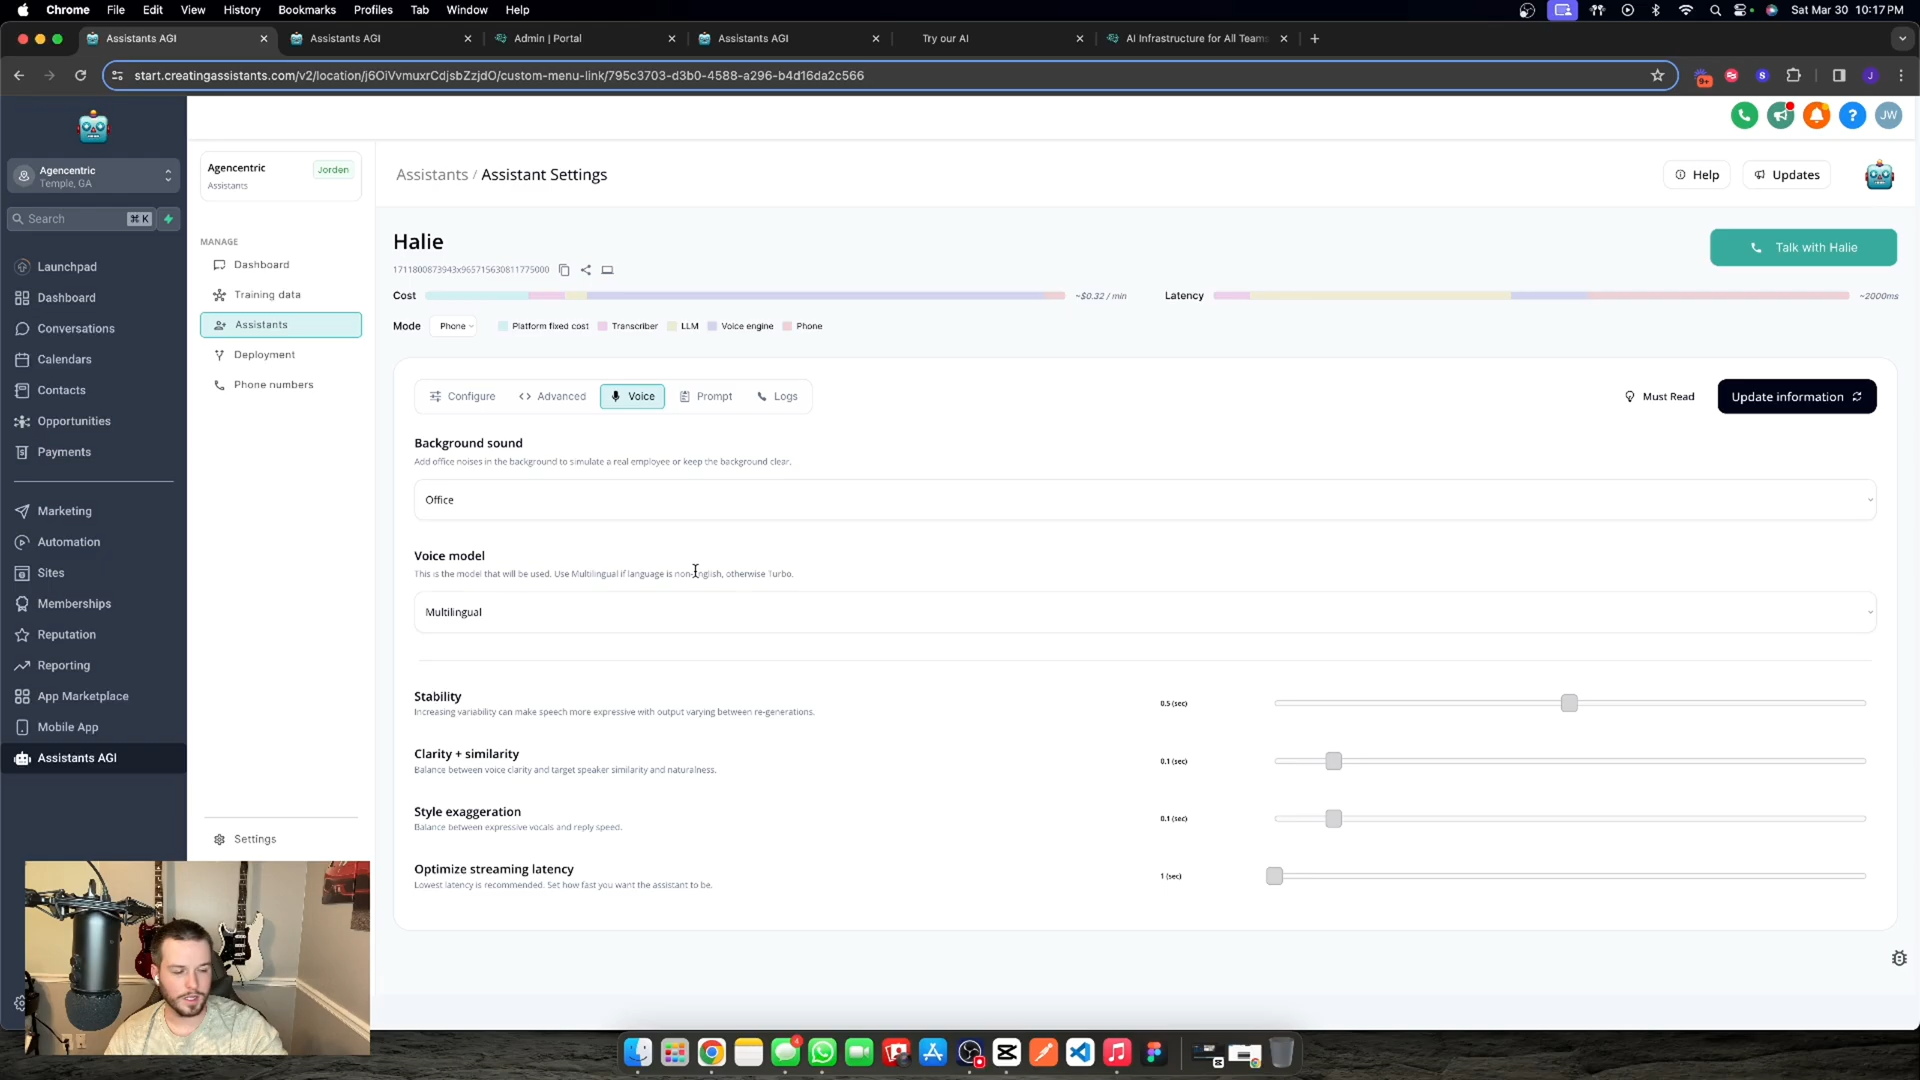 Chrome File Edit View History Bookmarks Profiles Tab Window Help
Sat Mar 30 10:17 PM
Assistants AGI
Assistants AGI
Admin | Portal
Assistants AGI
Try our AI
AI Infrastructure for All Teams
start.creatingassistants.com/v2/location/j6OiVvmuxrCdjsbZzjdO/custom-menu-link/795c3703-d3b0-4588-a296-b4d16da2c566
9+
J
JW
Agencentric
Temple, GA
Search ⌘ K
Launchpad
Dashboard
Conversations
Calendars
Contacts
Opportunities
Payments
Marketing
Automation
Sites
Memberships
Reputation
Reporting
App Marketplace
Mobile App
Assistants AGI
Agencentric
Jorden
Assistants
MANAGE
Dashboard
Training data
Assistants
Deployment
Phone numbers
Settings
Assistants / Assistant Settings
Help
Updates
Halie
1711800873943x965715630811775000
Talk with Halie
Cost
~$0.32 / min
Latency
~2000ms
Mode
Phone
Platform fixed cost
Transcriber
LLM
Voice engine
Phone
Configure
Advanced
Voice
Prompt
Logs
Must Read
Update information
Background sound
Add office noises in the background to simulate a real employee or keep the background clear.
Office
Voice model
This is the model that will be used. Use Multilingual if language is non-english, otherwise Turbo.
Multilingual
Stability
Increasing variability can make speech more expressive with output varying between re-generations.
0.5 (sec)
Clarity + similarity
Balance between voice clarity and target speaker similarity and naturalness.
0.1 (sec)
Style exaggeration
Balance between expressive vocals and reply speed.
0.1 (sec)
Optimize streaming latency
Lowest latency is recommended. Set how fast you want the assistant to be.
1 (sec)